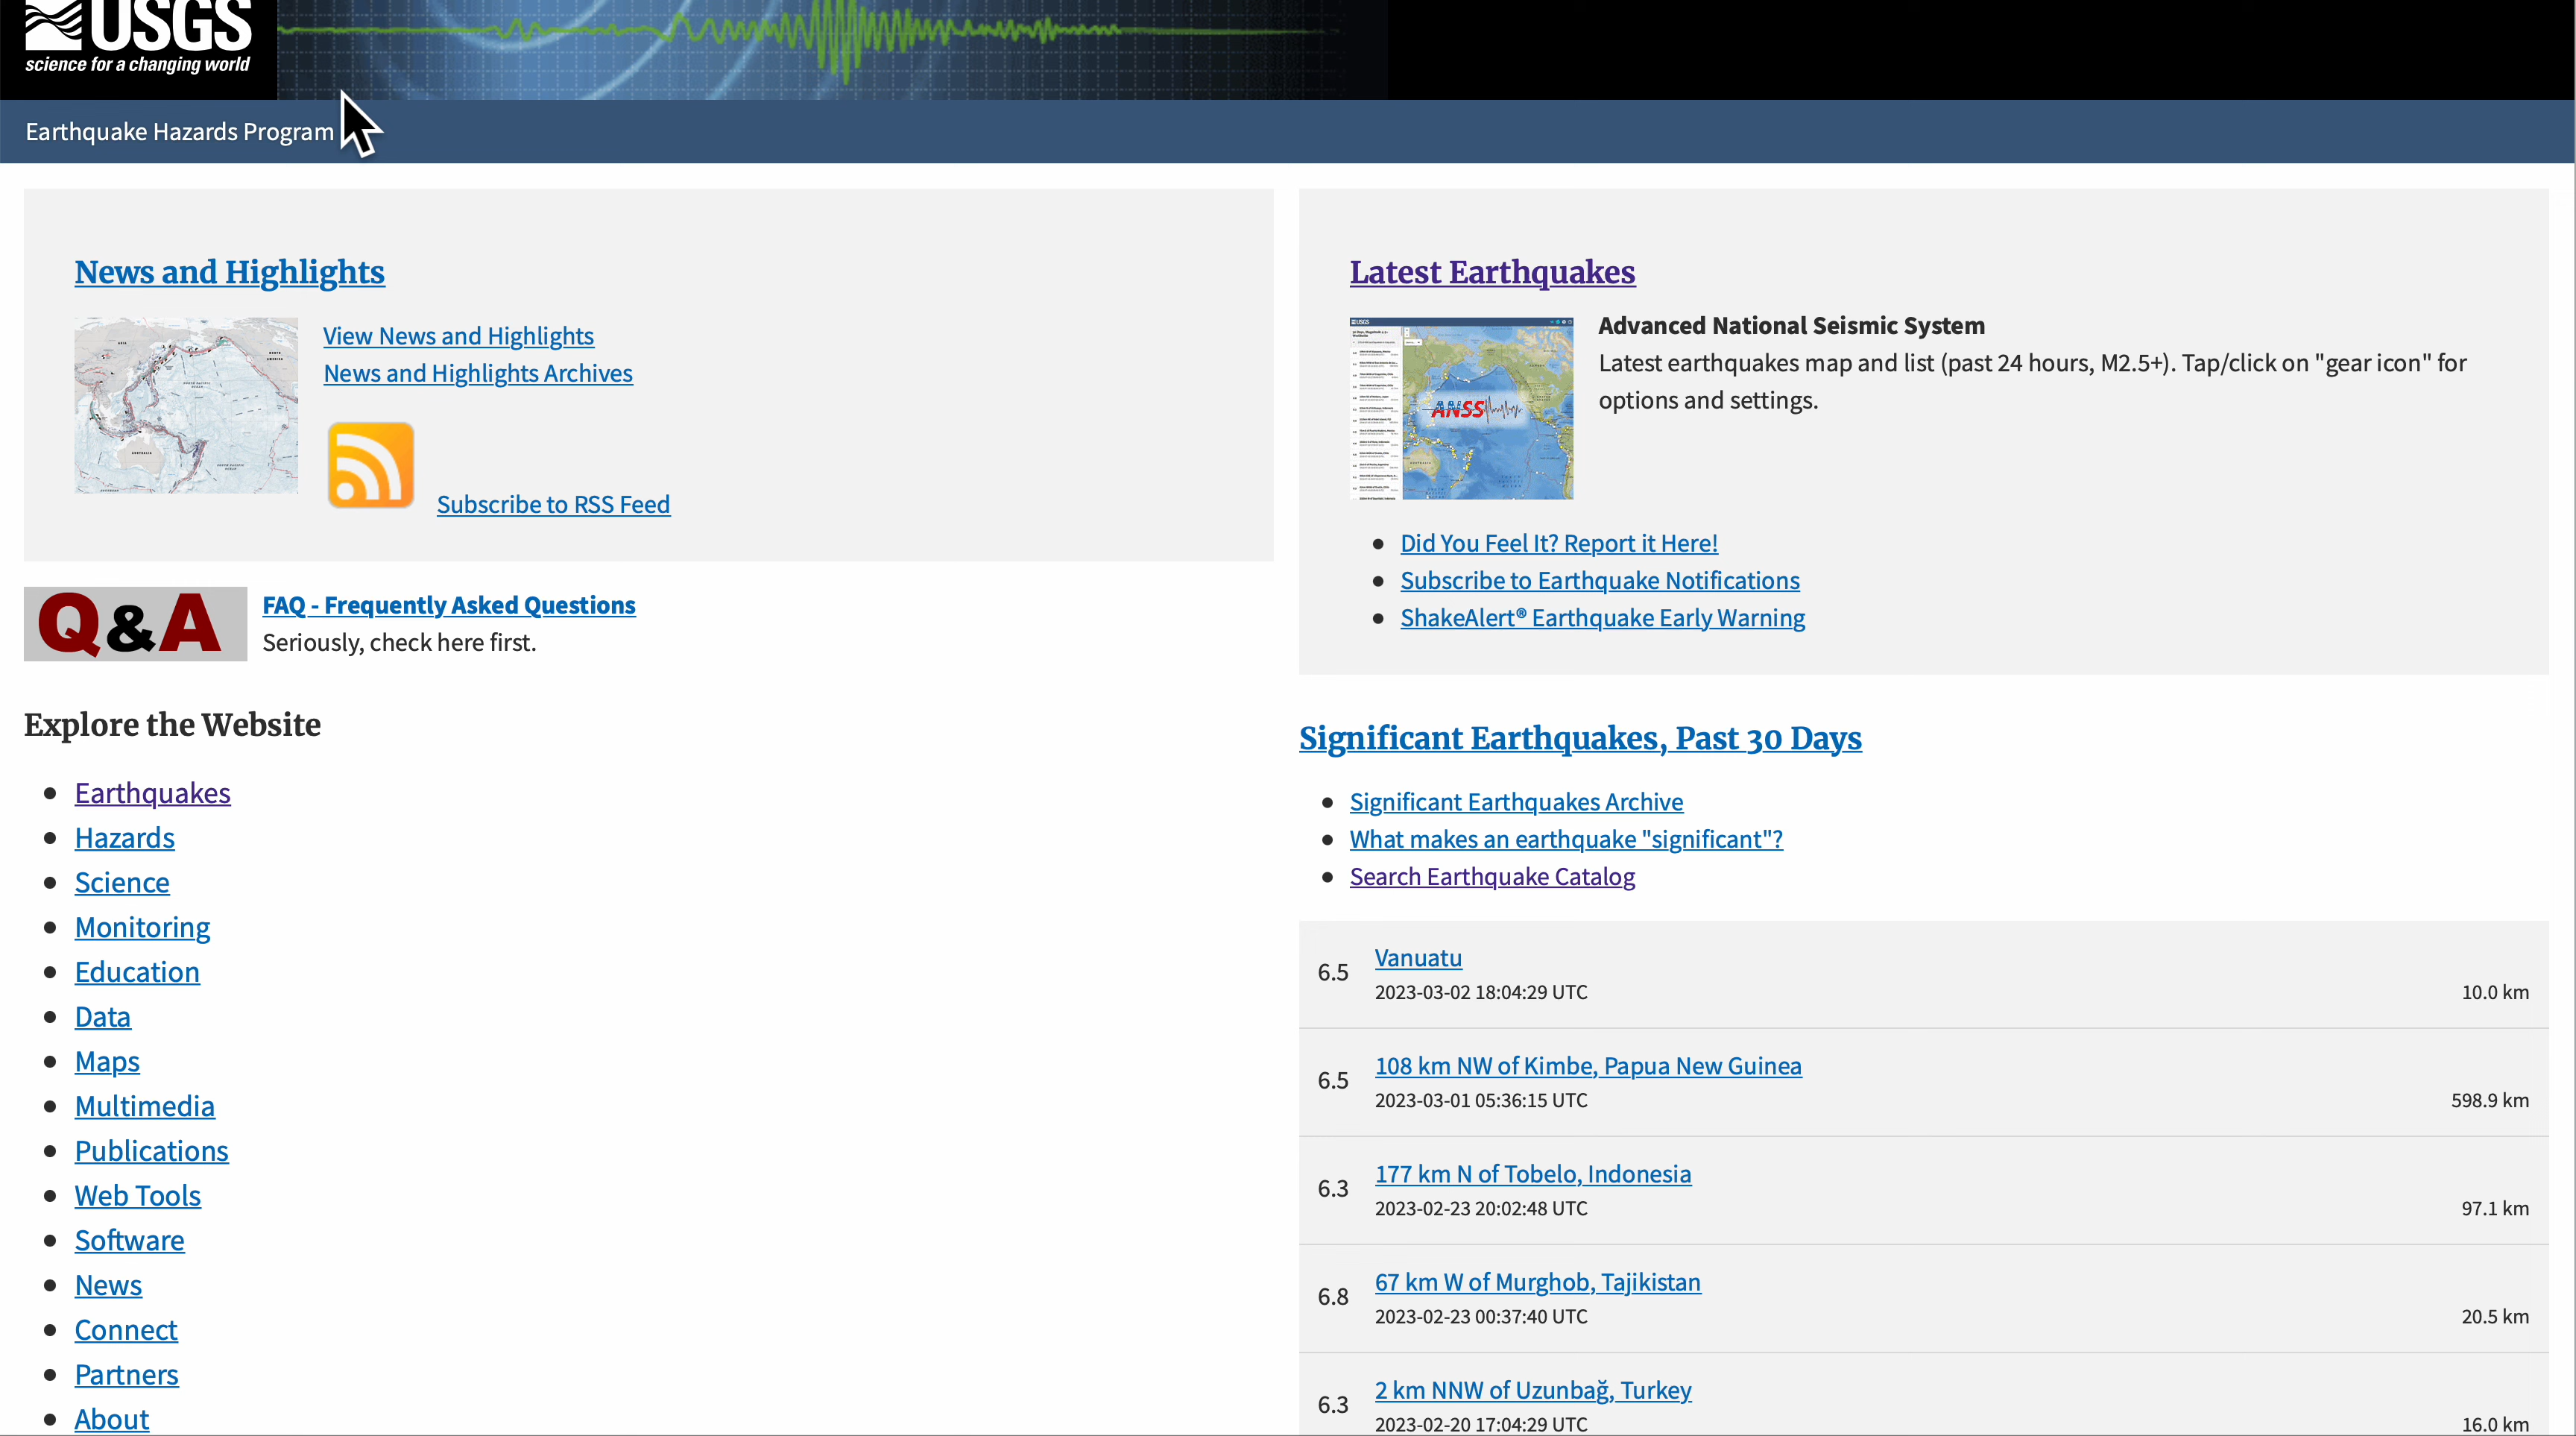 USGS
science for a changing world
Earthquake Hazards Program
News and Highlights
View News and Highlights
News and Highlights Archives
Subscribe to RSS Feed
Q&A
FAQ - Frequently Asked Questions
Seriously, check here first.
Explore the Website
Earthquakes
Hazards
Science
Monitoring
Education
Data
Maps
Multimedia
Publications
Web Tools
Software
News
Connect
Partners
About
Latest Earthquakes
USGS
ANSS
Advanced National Seismic System
Latest earthquakes map and list (past 24 hours, M2.5+). Tap/click on "gear icon" for
options and settings.
Did You Feel It? Report it Here!
Subscribe to Earthquake Notifications
ShakeAlert® Earthquake Early Warning
Significant Earthquakes, Past 30 Days
Significant Earthquakes Archive
What makes an earthquake "significant"?
Search Earthquake Catalog
6.5
Vanuatu
2023-03-02 18:04:29 UTC
10.0 km
6.5
108 km NW of Kimbe, Papua New Guinea
2023-03-01 05:36:15 UTC
598.9 km
6.3
177 km N of Tobelo, Indonesia
2023-02-23 20:02:48 UTC
97.1 km
6.8
67 km W of Murghob, Tajikistan
2023-02-23 00:37:40 UTC
20.5 km
6.3
2 km NNW of Uzunbağ, Turkey
2023-02-20 17:04:29 UTC
16.0 km